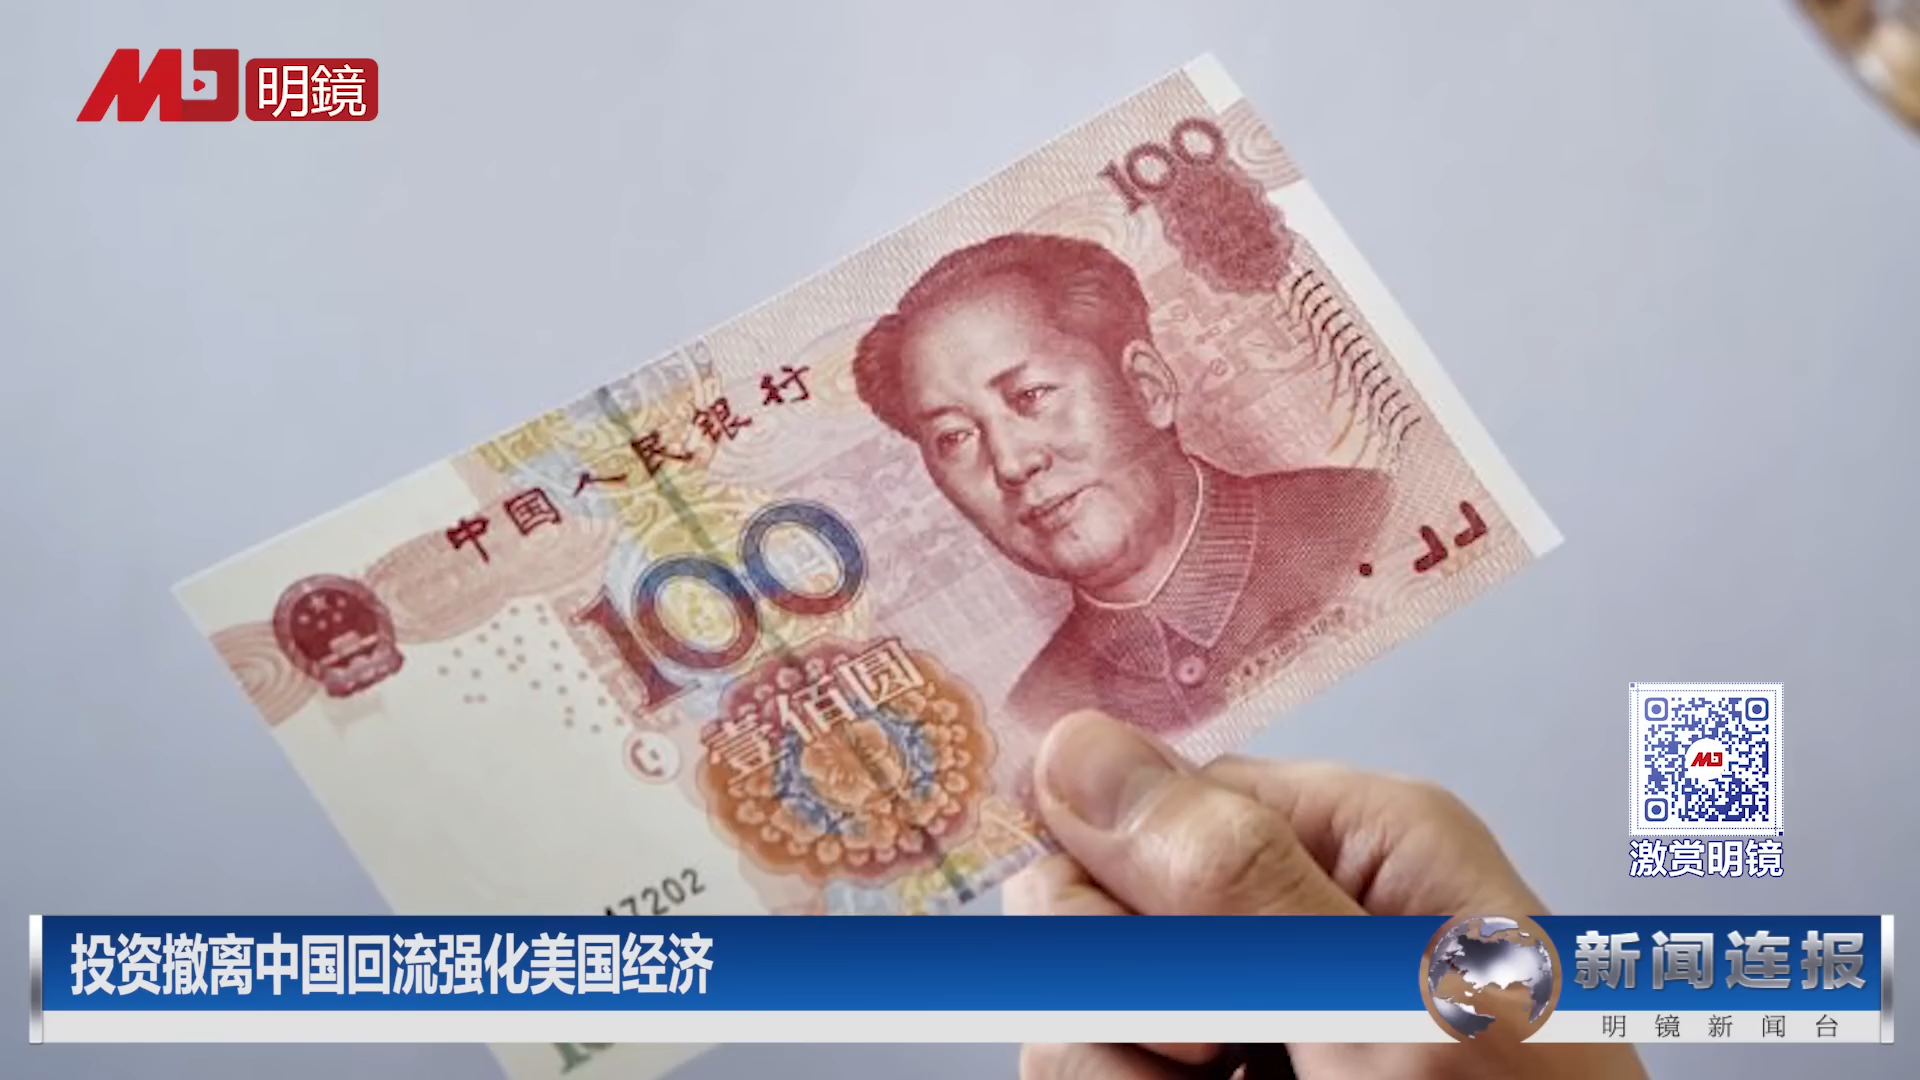 明鏡
100
中国人民银行
100
壹佰圆
17202
激赏明镜
投资撤离中国回流强化美国经济
新闻连报
明镜新闻台